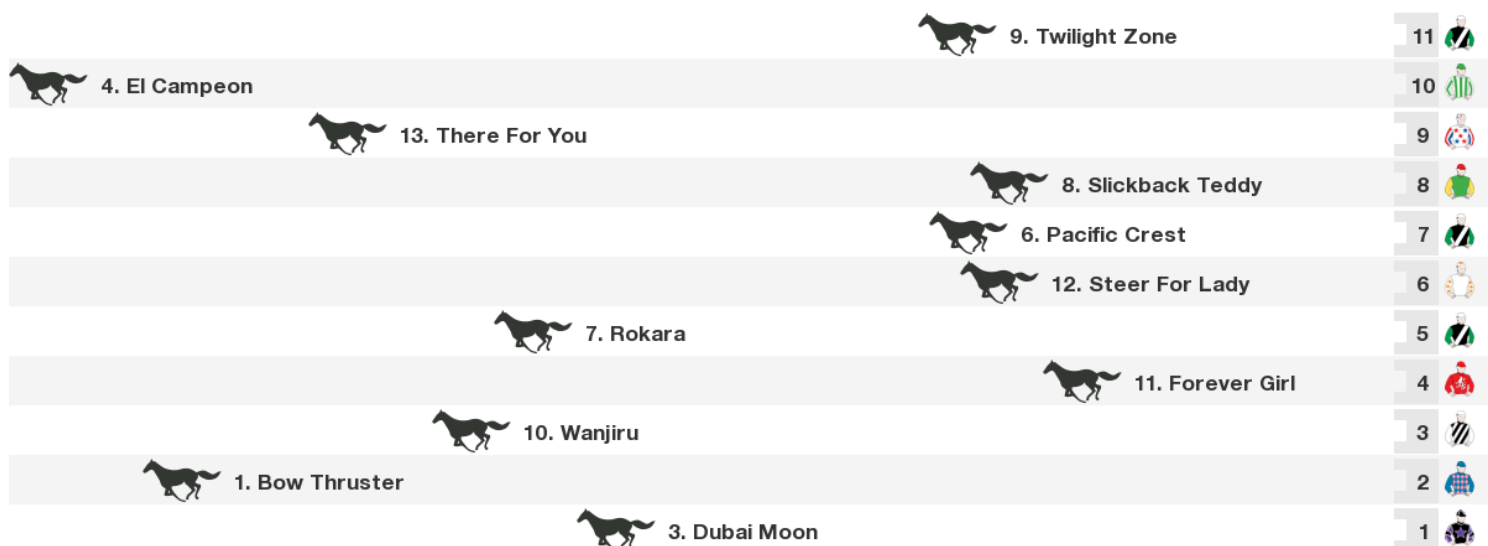 9. Twilight Zone 11
4. El Campeon 10
13. There For You 9
8. Slickback Teddy 8
6. Pacific Crest 7
12. Steer For Lady 6
7. Rokara 5
11. Forever Girl 4
10. Wanjiru 3
1. Bow Thruster 2
3. Dubai Moon 1